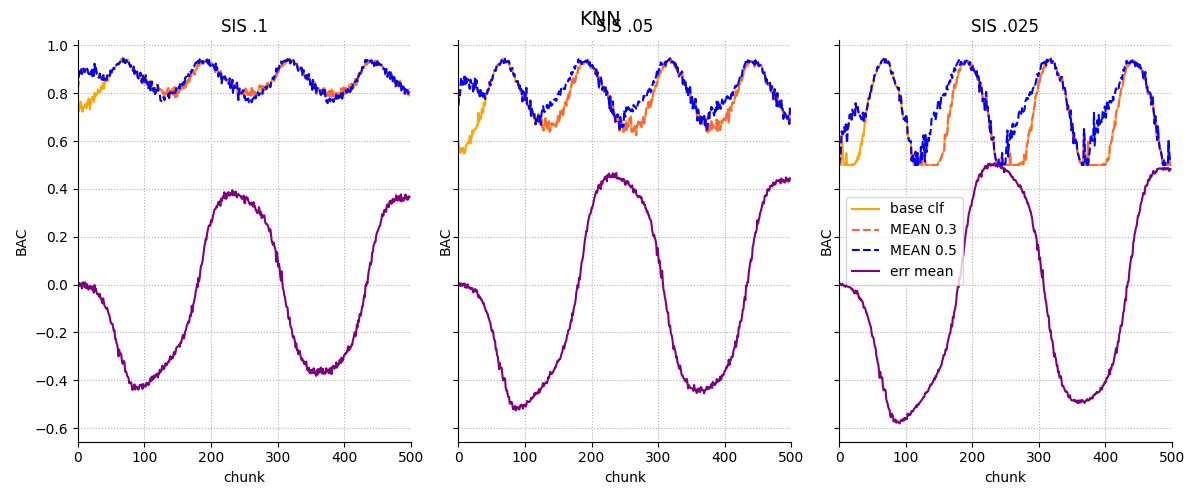 KNN
SIS .1
SIS .05
SIS .025
1.0
0.8
0.6
0.4
0.2
0.0
−0.2
−0.4
−0.6
BAC
BAC
BAC
base clf
MEAN 0.3
MEAN 0.5
err mean
0 100 200 300 400 500
0 100 200 300 400 500
0 100 200 300 400 500
chunk
chunk
chunk